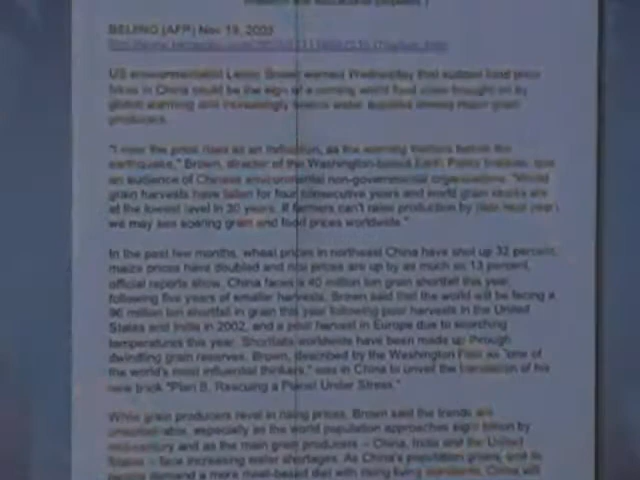 BEIJING (AFP) Nov 19, 2003
US environmentalist Lester Brown warned Wednesday that sudden food price
hikes in China could be the sign of a coming world food crisis brought on by
global warming and increasingly scarce water supplies among major grain
producers.
"I view the price rises as an indication, as the warning tremors before the
earthquake," Brown, director of the Washington-based Earth Policy Institute, told
an audience of Chinese environmental non-governmental organisations. "World
grain harvests have fallen for four consecutive years and world grain stocks are
at the lowest level in 30 years. If farmers can't raise production by next year
we may see soaring grain and food prices worldwide."
In the past few months, wheat prices in northeast China have shot up 32 percent,
maize prices have doubled and rice prices are up by as much as 13 percent,
official reports show. China faces a 40 million ton grain shortfall this year,
following five years of smaller harvests. Brown said that the world will be facing a
96 million ton shortfall in grain this year following poor harvests in the United
States and India in 2002, and a poor harvest in Europe due to scorching
temperatures this year. Shortfalls worldwide have been made up through
dwindling grain reserves. Brown, described by the Washington Post as "one of
the world's most influential thinkers," was in China to unveil the translation of his
new book "Plan B, Rescuing a Planet Under Stress."
While grain producers revel in rising prices, Brown said the trends are
especially as the world population approaches eight billion by
mid-century and as the main grain producers -- China, India and the United
States -- face increasing water shortages. As China's population grows, and its
people demand a more meat-based diet with rising living standards, China will